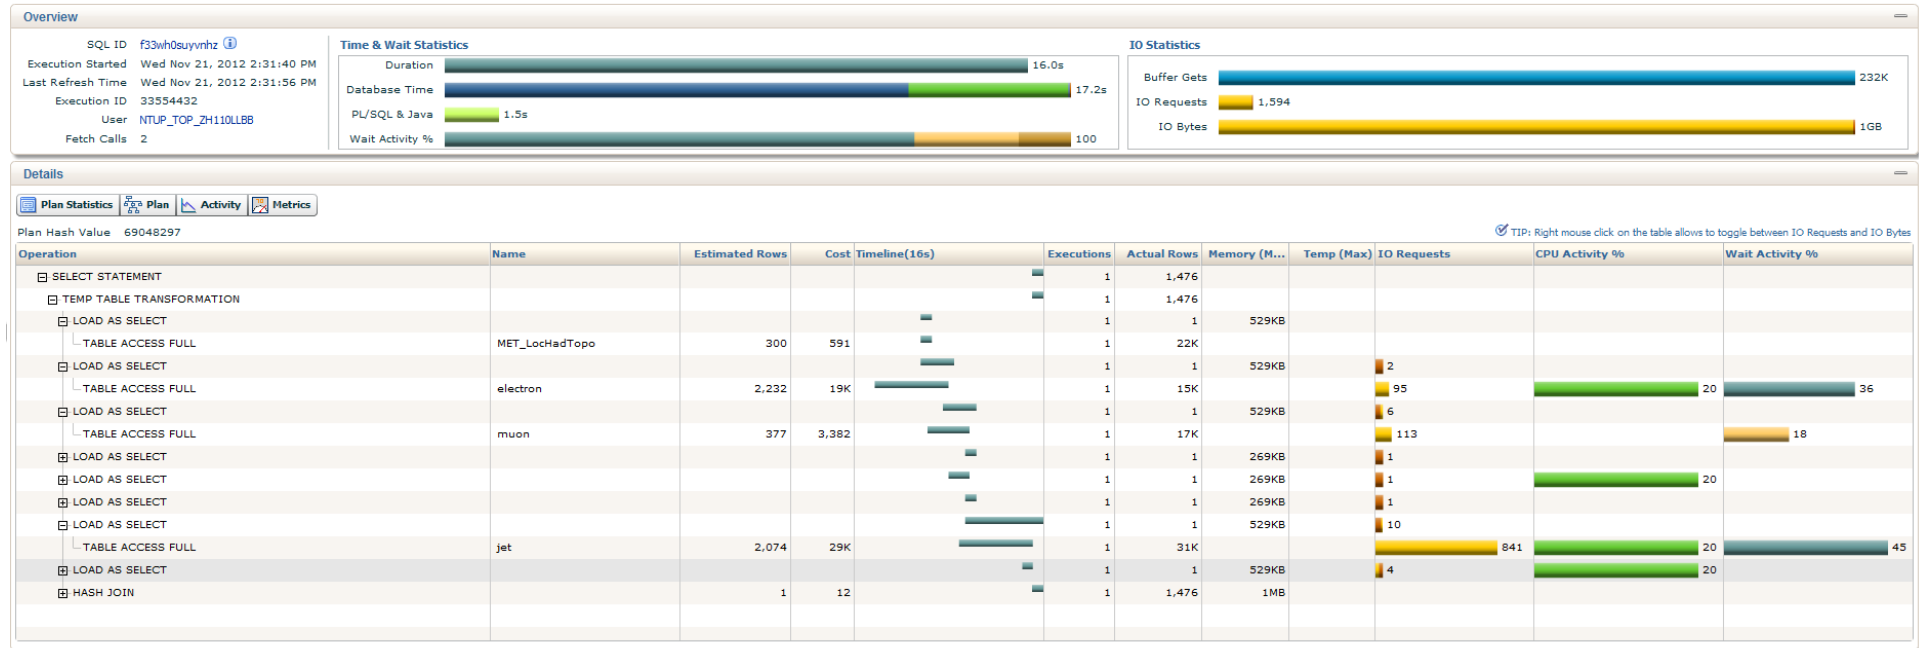 Overview
SQL ID f33wh0suyvnhz
Execution Started Wed Nov 21, 2012 2:31:40 PM
Last Refresh Time Wed Nov 21, 2012 2:31:56 PM
Execution ID 33554432
User NTUP_TOP_ZH110LLBB
Fetch Calls 2
Time & Wait Statistics
Duration 16.0s
Database Time 17.2s
PL/SQL & Java 1.5s
Wait Activity % 100
IO Statistics
Buffer Gets 232K
IO Requests 1,594
IO Bytes 1GB
Details
Plan Statistics Plan Activity Metrics
Plan Hash Value 69048297
TIP: Right mouse click on the table allows to toggle between IO Requests and IO Bytes
Operation Name Estimated Rows Cost Timeline(16s) Executions Actual Rows Memory (M... Temp (Max) IO Requests CPU Activity % Wait Activity %
SELECT STATEMENT 1 1,476
TEMP TABLE TRANSFORMATION 1 1,476
LOAD AS SELECT 1 1 529KB
TABLE ACCESS FULL MET_LocHadTopo 300 591 1 22K
LOAD AS SELECT 1 1 529KB 2
TABLE ACCESS FULL electron 2,232 19K 1 15K 95 20 36
LOAD AS SELECT 1 1 529KB 6
TABLE ACCESS FULL muon 377 3,382 1 17K 113 18
LOAD AS SELECT 1 1 269KB 1
LOAD AS SELECT 1 1 269KB 1 20
LOAD AS SELECT 1 1 269KB 1
LOAD AS SELECT 1 1 529KB 10
TABLE ACCESS FULL jet 2,074 29K 1 31K 841 20 45
LOAD AS SELECT 1 1 529KB 4 20
HASH JOIN 1 12 1 1,476 1MB